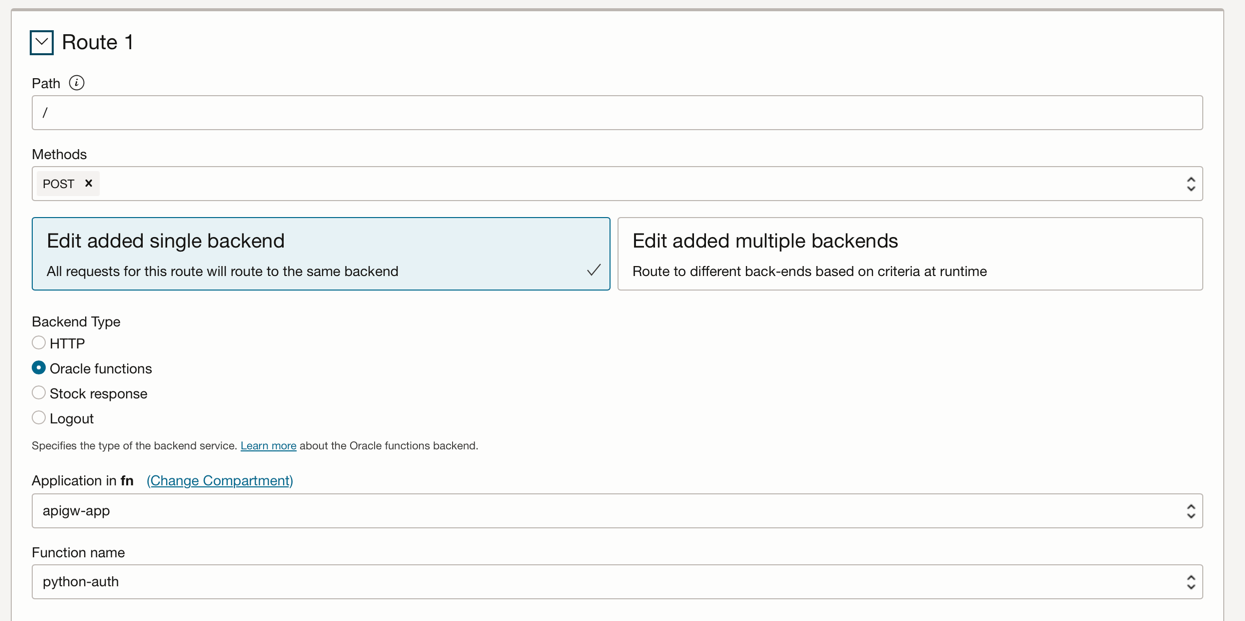 Route 1
Path
/
Methods
POST
Edit added single backend
All requests for this route will route to the same backend
Edit added multiple backends
Route to different back-ends based on criteria at runtime
Backend Type
HTTP
Oracle functions
Stock response
Logout
Specifies the type of the backend service. Learn more about the Oracle functions backend.
Application in fn (Change Compartment)
apigw-app
Function name
python-auth